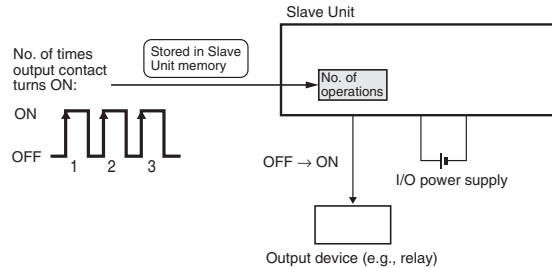 Slave Unit
No. of times
output contact
turns ON:
Stored in Slave
Unit memory
No. of
operations
ON
OFF
1 2 3
OFF → ON
I/O power supply
Output device (e.g., relay)